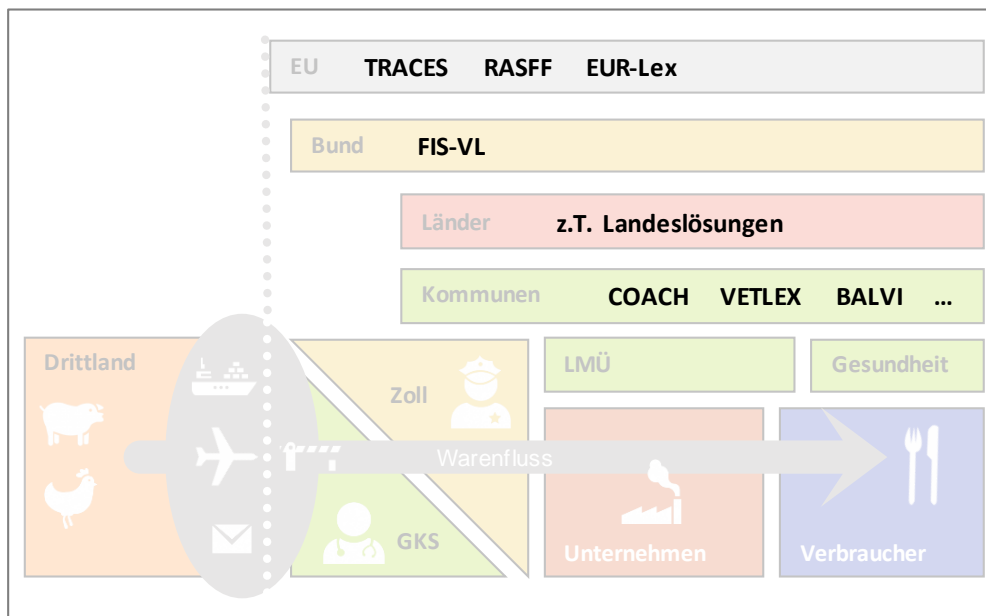 EU TRACES RASFF EUR-Lex
Bund FIS-VL
Länder z.T. Landeslösungen
Kommunen COACH VETLEX BALVI ...
Drittland
Zoll
LMÜ
Gesundheit
Warenfluss
GKS
Unternehmen
Verbraucher